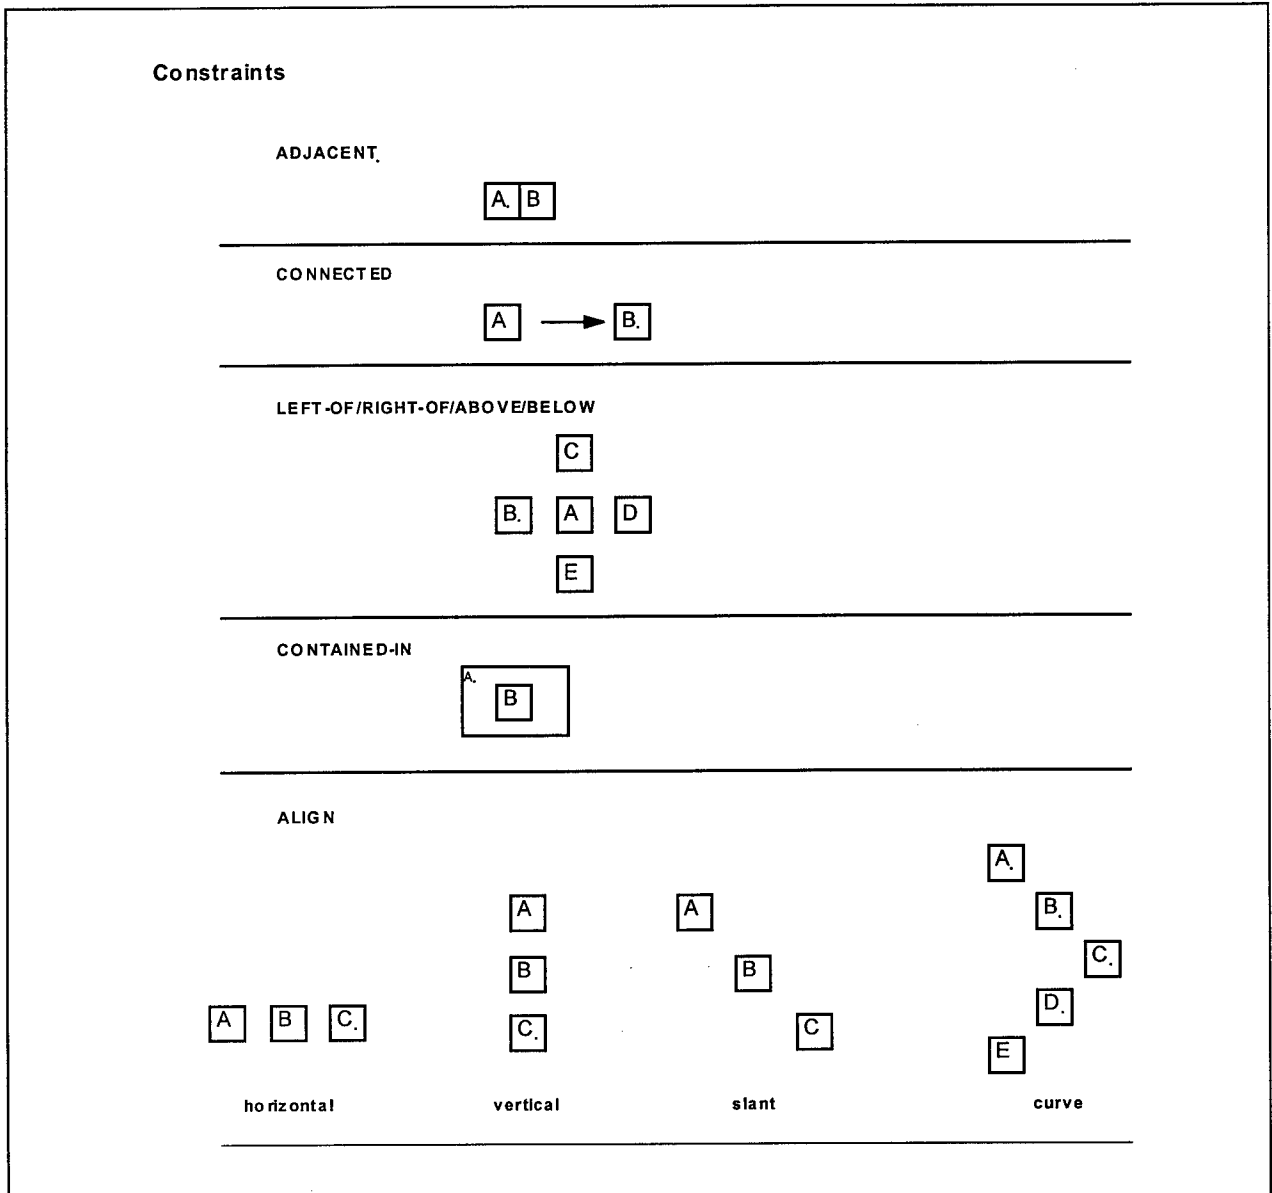 Constraints
ADJACENT.
A. B
CONNECTED
A B.
LEFT-OF/RIGHT-OF/ABOVE/BELOW
C
B. A D
E
CONTAINED-IN
A.
B
ALIGN
A B C.
horizontal
A
B
C.
vertical
A
B
C
slant
A.
B.
C.
D.
E
curve